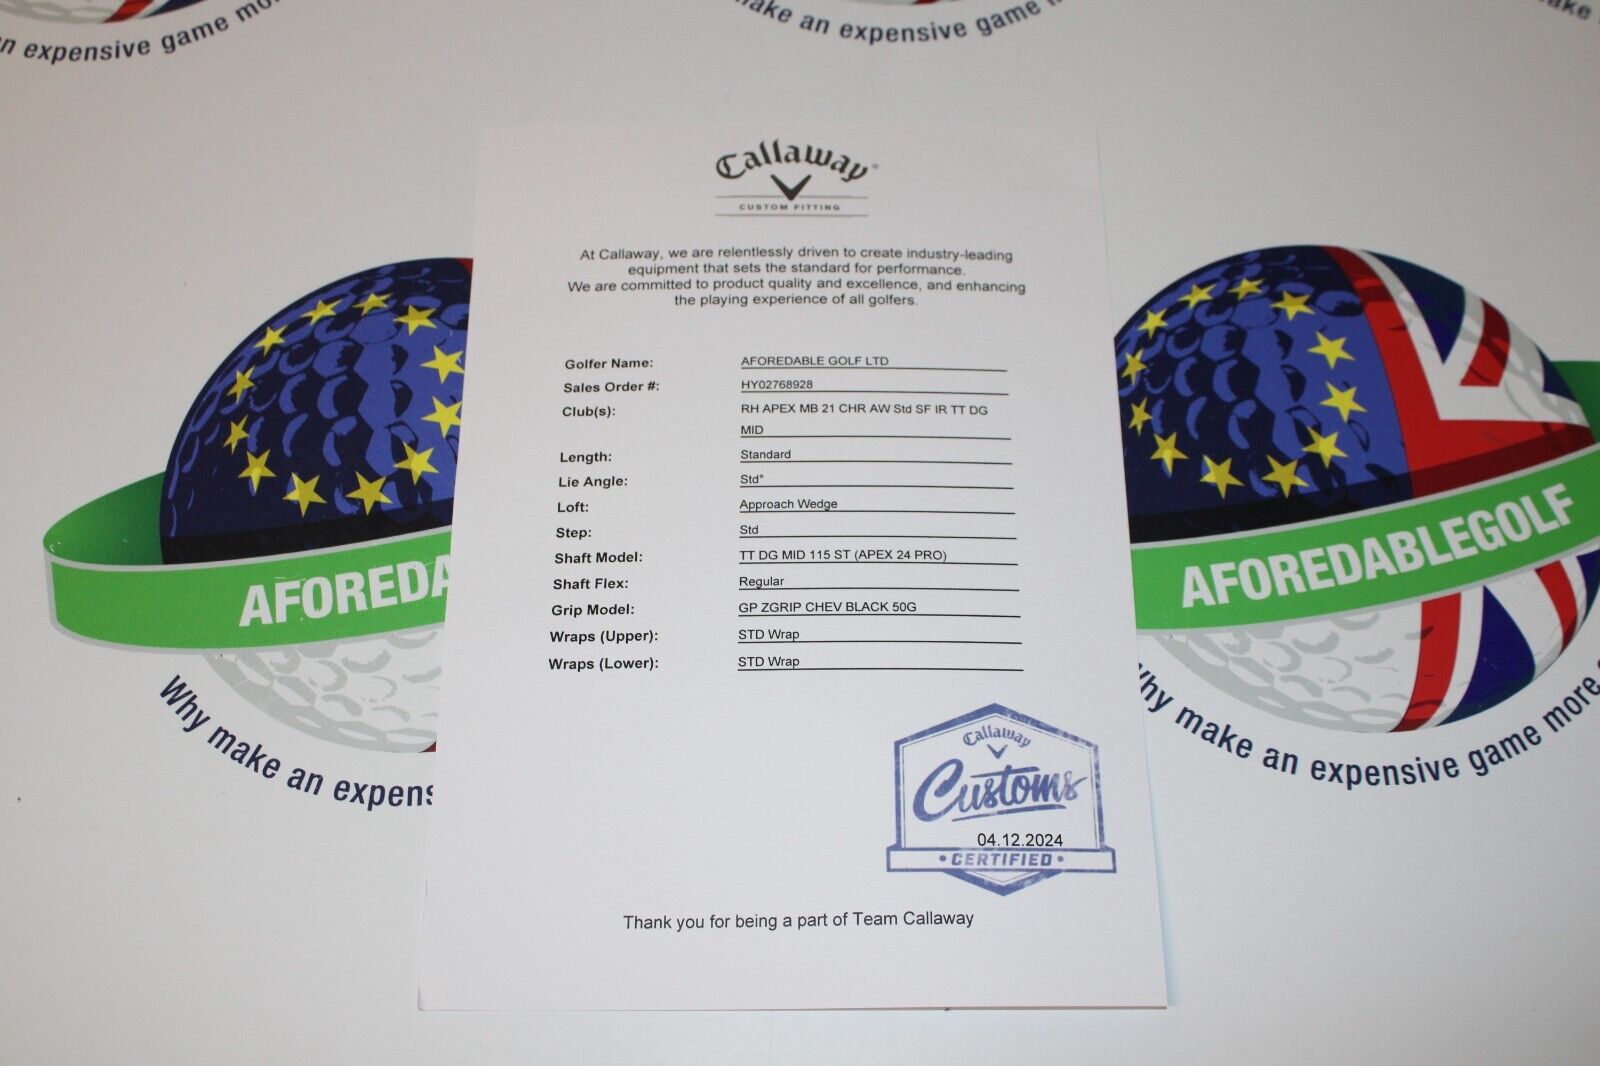 n expensive game mo
ake an expensive game m
ake
Callaway
CUSTOM FITTING
At Callaway, we are relentlessly driven to create industry-leading
equipment that sets the standard for performance.
We are committed to product quality and excellence, and enhancing
the playing experience of all golfers.
Golfer Name: AFOREDABLE GOLF LTD
Sales Order #: HY02768928
Club(s): RH APEX MB 21 CHR AW Std SF IR TT DG
MID
Length: Standard
Lie Angle: Std°
Loft: Approach Wedge
Step: Std
Shaft Model: TT DG MID 115 ST (APEX 24 PRO)
Shaft Flex: Regular
Grip Model: GP ZGRIP CHEV BLACK 50G
Wraps (Upper): STD Wrap
Wraps (Lower): STD Wrap
Callaway
Customs
04.12.2024
• CERTIFIED •
Thank you for being a part of Team Callaway
AFOREDA
Why make an expens
AFOREDABLEGOLF
Why make an expensive game more